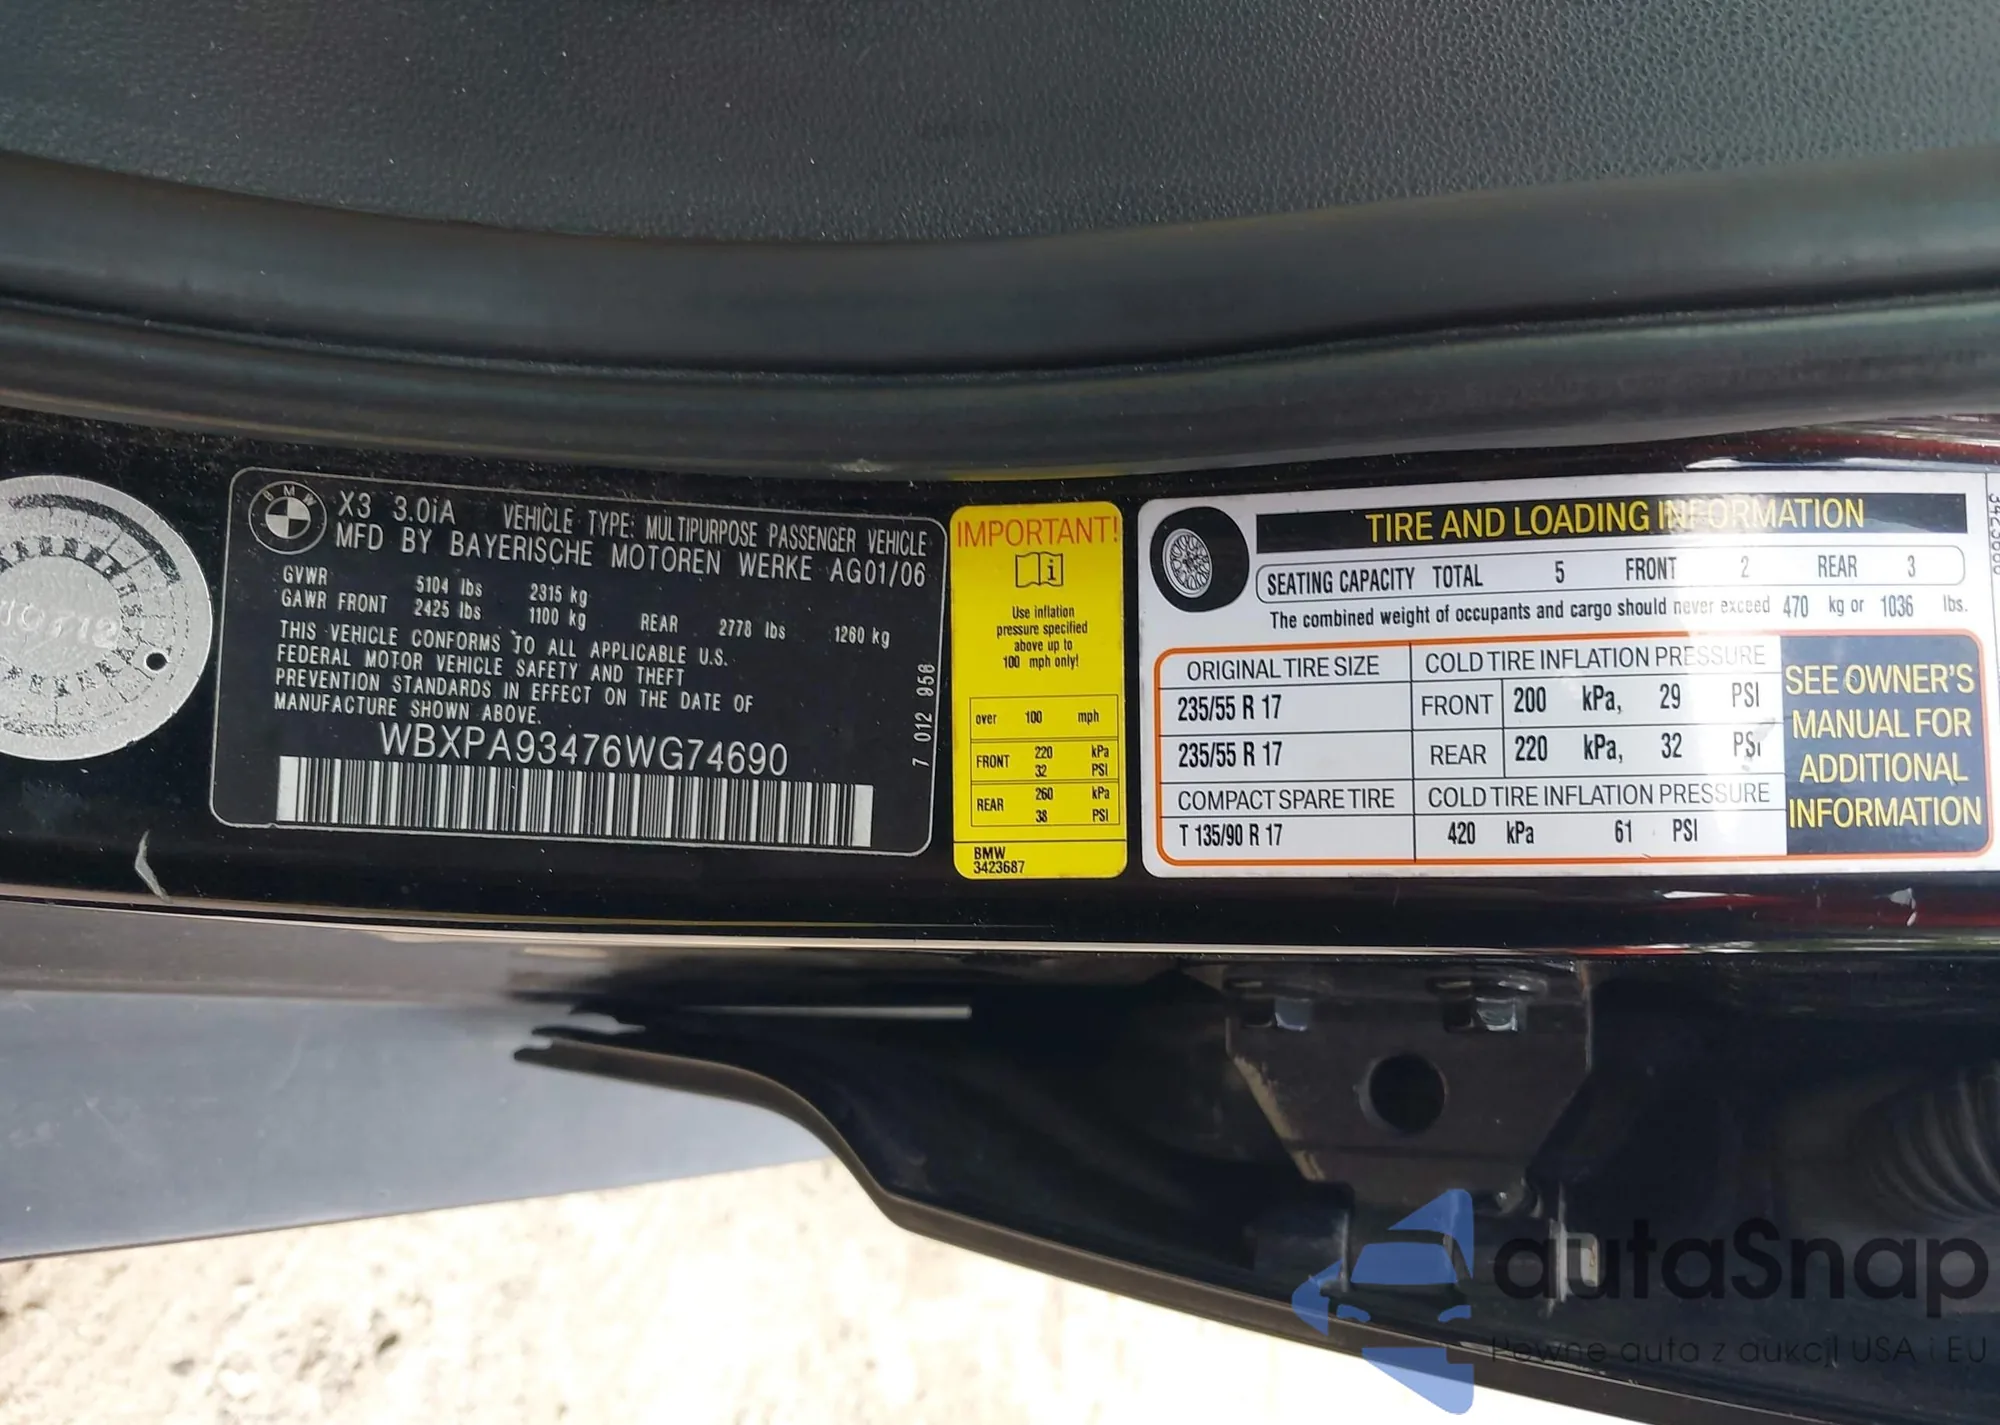 BMW
X3 3.0iA VEHICLE TYPE: MULTIPURPOSE PASSENGER VEHICLE
MFD BY BAYERISCHE MOTOREN WERKE AG01/06
GVWR 5104 lbs 2315 kg
GAWR FRONT 2425 lbs 1100 kg REAR 2778 lbs 1260 kg
THIS VEHICLE CONFORMS TO ALL APPLICABLE U.S.
FEDERAL MOTOR VEHICLE SAFETY AND THEFT
PREVENTION STANDARDS IN EFFECT ON THE DATE OF
MANUFACTURE SHOWN ABOVE.
WBXPA93476WG74690
7 012 956
IMPORTANT!
i
Use inflation
pressure specified
above up to
100 mph only!
over 100 mph
FRONT 220 kPa
32 PSI
REAR 260 kPa
38 PSI
BMW
3423687
TIRE AND LOADING INFORMATION
SEATING CAPACITY TOTAL 5 FRONT 2 REAR 3
The combined weight of occupants and cargo should never exceed 470 kg or 1036 lbs.
ORIGINAL TIRE SIZE COLD TIRE INFLATION PRESSURE
235/55 R 17 FRONT 200 kPa, 29 PSI
235/55 R 17 REAR 220 kPa, 32 PSI
COMPACT SPARE TIRE COLD TIRE INFLATION PRESSURE
T 135/90 R 17 420 kPa 61 PSI
SEE OWNER'S
MANUAL FOR
ADDITIONAL
INFORMATION
autaSnap
Pewne auta z aukcji USA i EU